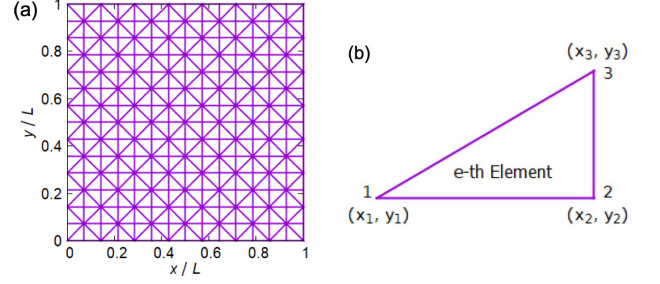 (a)
1
0.8
0.6
0.4
0.2
0
y / L
0 0.2 0.4 0.6 0.8 1
x / L
(b)
(x₃, y₃)
3
e-th Element
1 2
(x₁, y₁) (x₂, y₂)